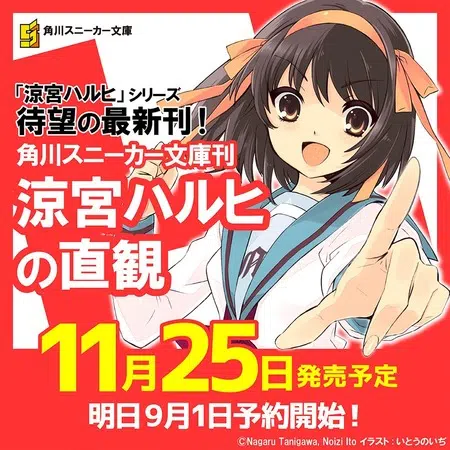 角川スニーカー文庫
「涼宮ハルヒ」シリーズ
待望の最新刊!
角川スニーカー文庫刊
涼宮ハルヒ
の直観
11月25日発売予定
明日9月1日予約開始!
©Nagaru Tanigawa, Noizi Ito イラスト:いとうのいぢ